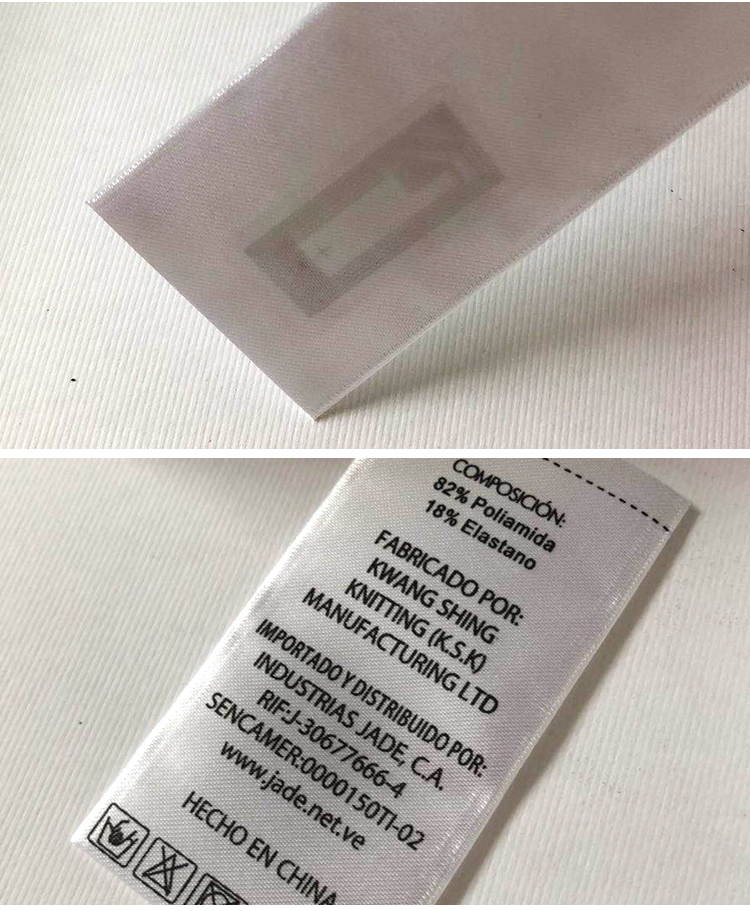 COMPOSICIÓN:
82% Poliamida
18% Elastano
FABRICADO POR:
KWANG SHING
KNITTING (K.S.K)
MANUFACTURING LTD
IMPORTADO Y DISTRIBUIDO POR:
INDUSTRIAS JADE, C.A.
RIF:J-30677666-4
SENCAMER:0000150TI-02
www.jade.net.ve
HECHO EN CHINA